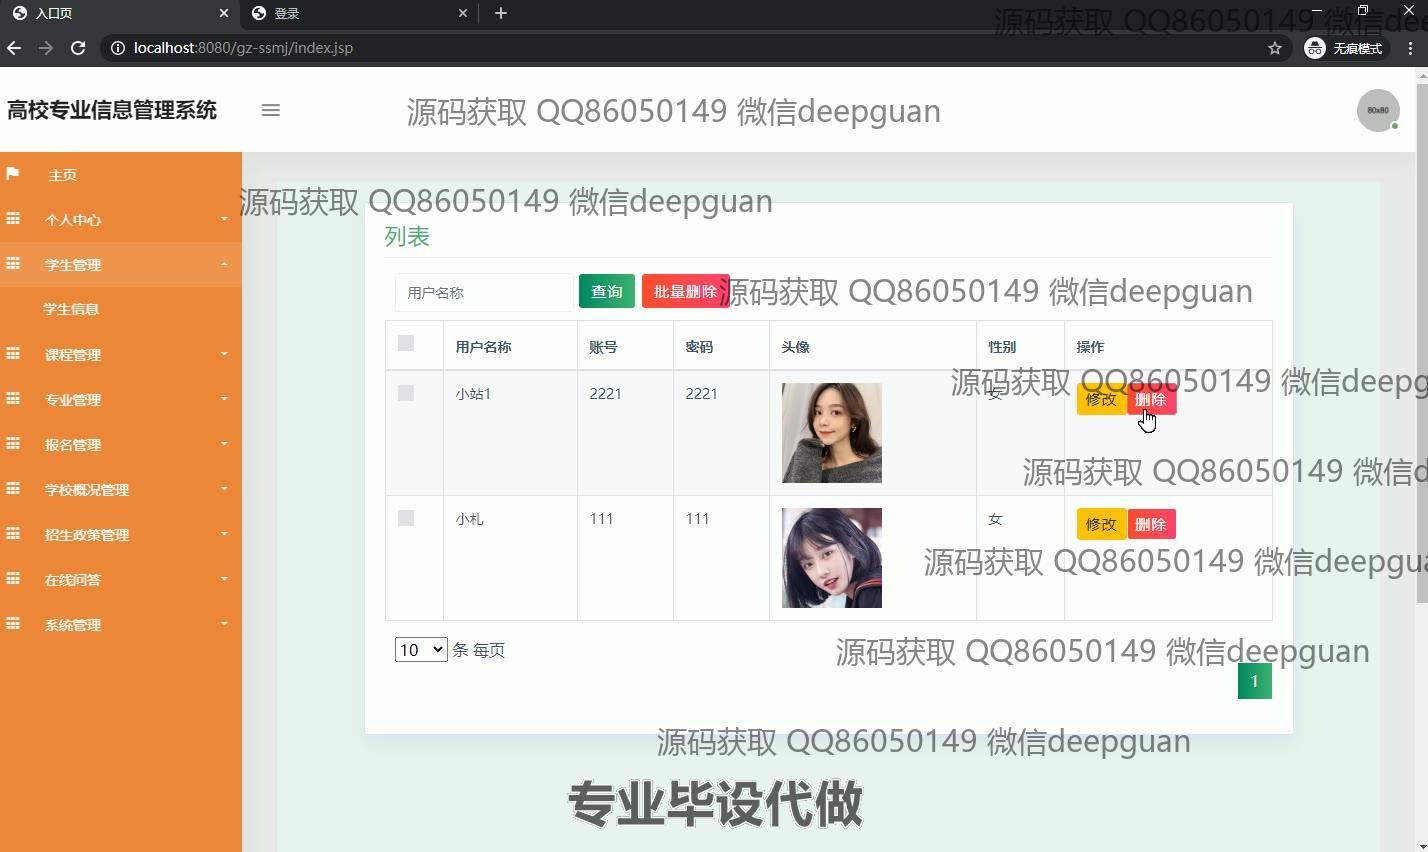 入口页
登录
localhost:8080/gz-ssmj/index.jsp
无痕模式
源码获取 QQ86050149 微信dee
高校专业信息管理系统
源码获取 QQ86050149 微信deepguan
80x80
主页
源码获取 QQ86050149 微信deepguan
个人中心
学生管理
学生信息
课程管理
专业管理
报名管理
学校概况管理
招生政策管理
在线问答
系统管理
列表
用户名称
查询
批量删除
源码获取 QQ86050149 微信deepguan
用户名称 账号 密码 头像 性别 操作
源码获取 QQ86050149 微信deepg
小站1 2221 2221 女 修改 删除
源码获取 QQ86050149 微信d
小札 111 111 女 修改 删除
源码获取 QQ86050149 微信deepgua
10 条 每页
源码获取 QQ86050149 微信deepguan
1
源码获取 QQ86050149 微信deepguan
专业毕设代做